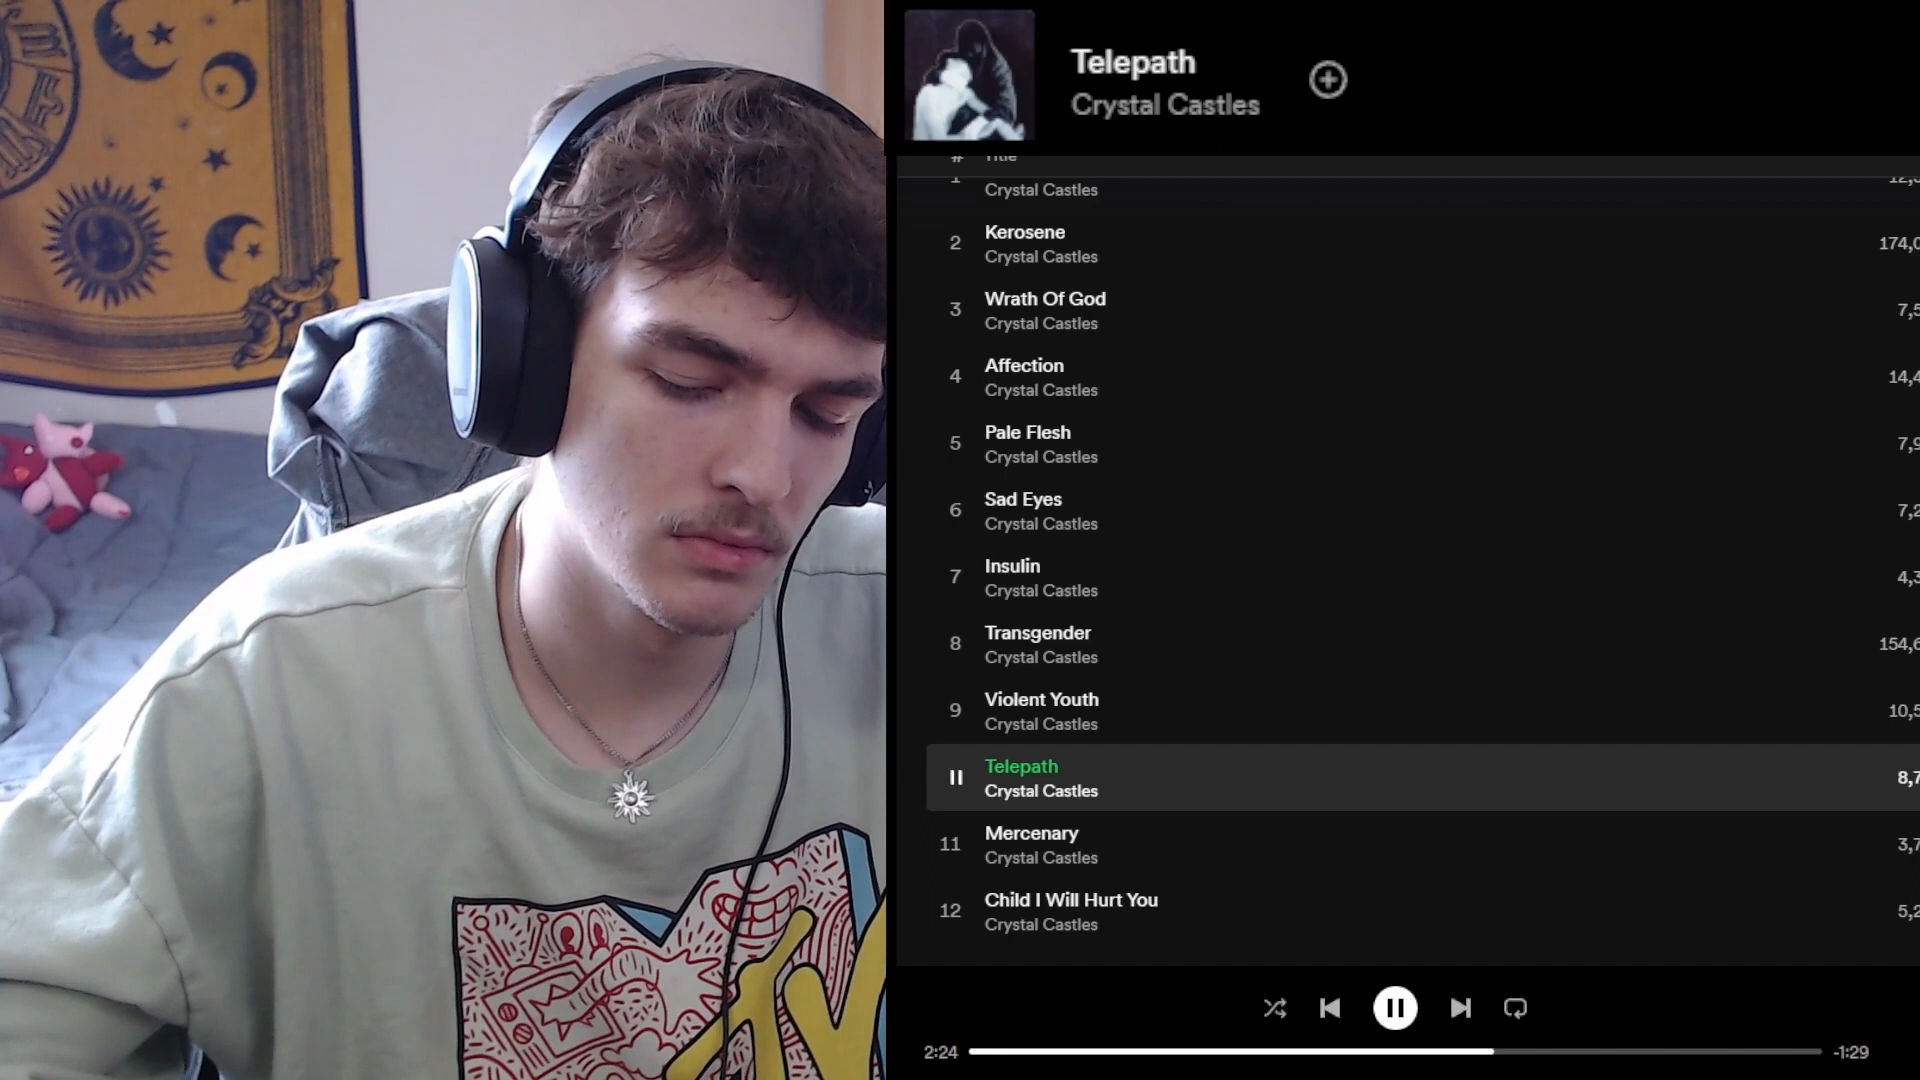 Telepath
Crystal Castles
# Title
1
Crystal Castles
12,
2
Kerosene
Crystal Castles
174,0
3
Wrath Of God
Crystal Castles
7,5
4
Affection
Crystal Castles
14,4
5
Pale Flesh
Crystal Castles
7,9
6
Sad Eyes
Crystal Castles
7,2
7
Insulin
Crystal Castles
4,3
8
Transgender
Crystal Castles
154,6
9
Violent Youth
Crystal Castles
10,5
Telepath
Crystal Castles
8,7
11
Mercenary
Crystal Castles
3,7
12
Child I Will Hurt You
Crystal Castles
5,2
2:24
-1:29
TV